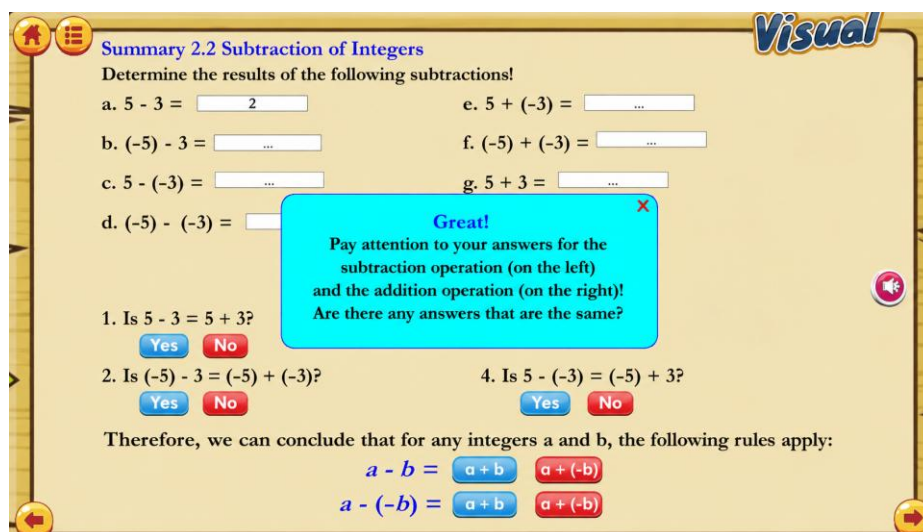 Visual
Summary 2.2 Subtraction of Integers
Determine the results of the following subtractions!
a. 5 - 3 = 2
e. 5 + (-3) = ...
b. (-5) - 3 = ...
f. (-5) + (-3) = ...
c. 5 - (-3) = ...
g. 5 + 3 = ...
d. (-5) - (-3) =
X
Great!
Pay attention to your answers for the
subtraction operation (on the left)
and the addition operation (on the right)!
Are there any answers that are the same?
1. Is 5 - 3 = 5 + 3?
Yes No
2. Is (-5) - 3 = (-5) + (-3)?
Yes No
4. Is 5 - (-3) = (-5) + 3?
Yes No
Therefore, we can conclude that for any integers a and b, the following rules apply:
a - b = a + b a + (-b)
a - (-b) = a + b a + (-b)